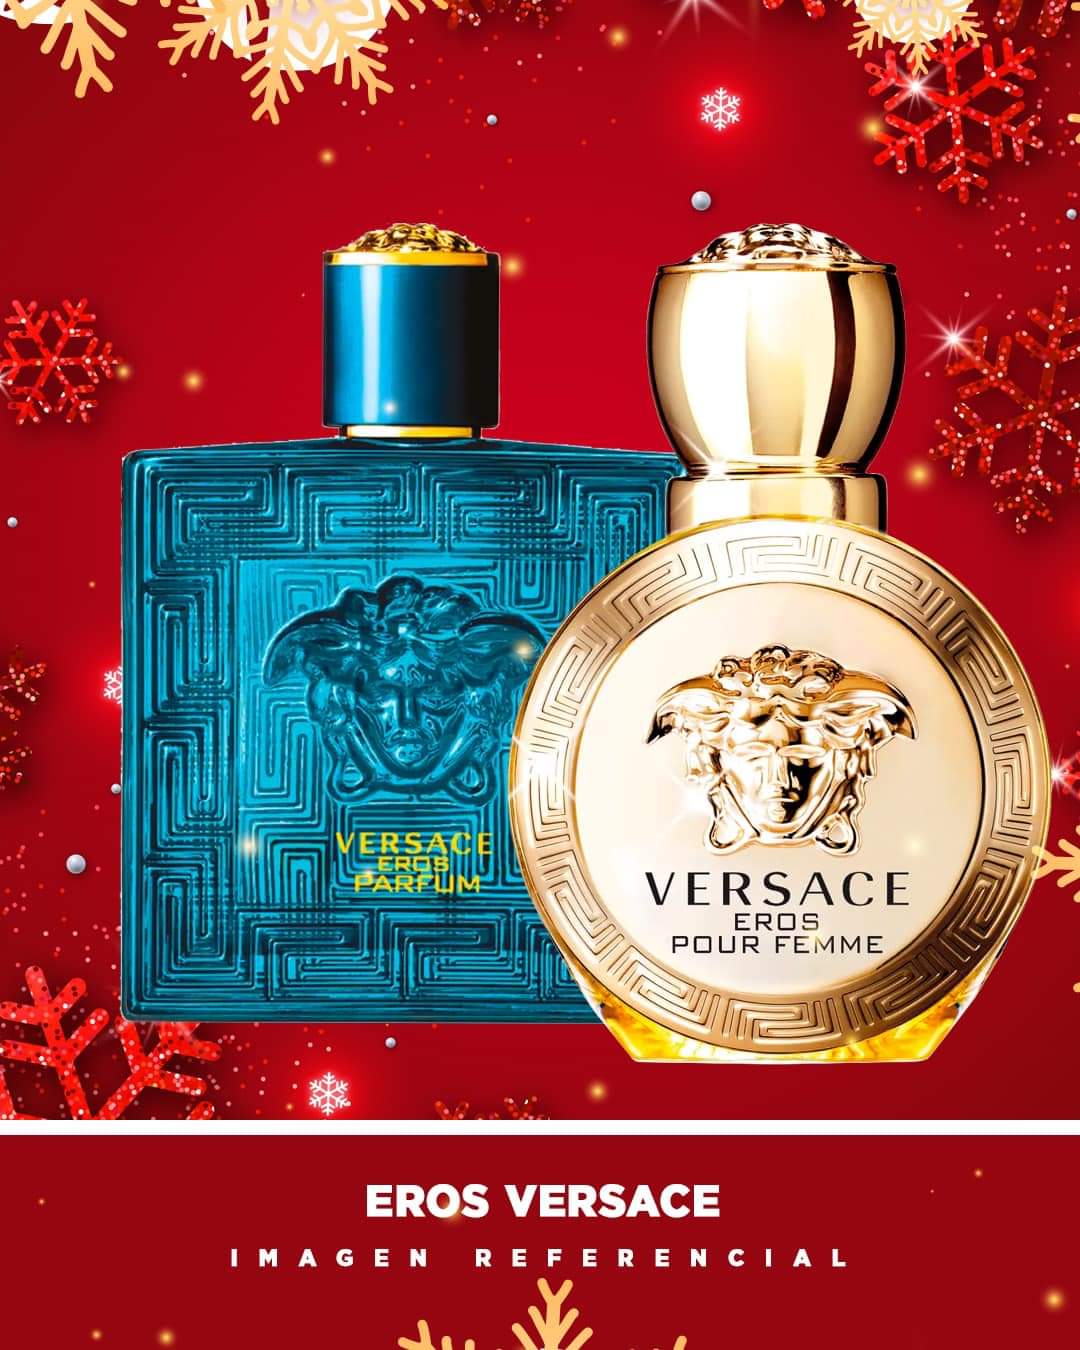 VERSACE
EROS
PARFUM
VERSACE
EROS
POUR FEMME
EROS VERSACE
IMAGEN REFERENCIAL